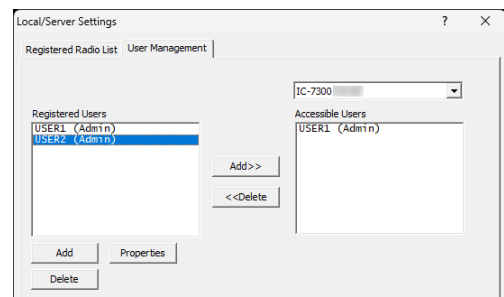 Local/Server Settings
?
Registered Radio List
User Management
IC-7300
Registered Users
Accessible Users
USER1 (Admin)
USER1 (Admin)
USER2 (Admin)
Add>>
<<Delete
Add
Properties
Delete